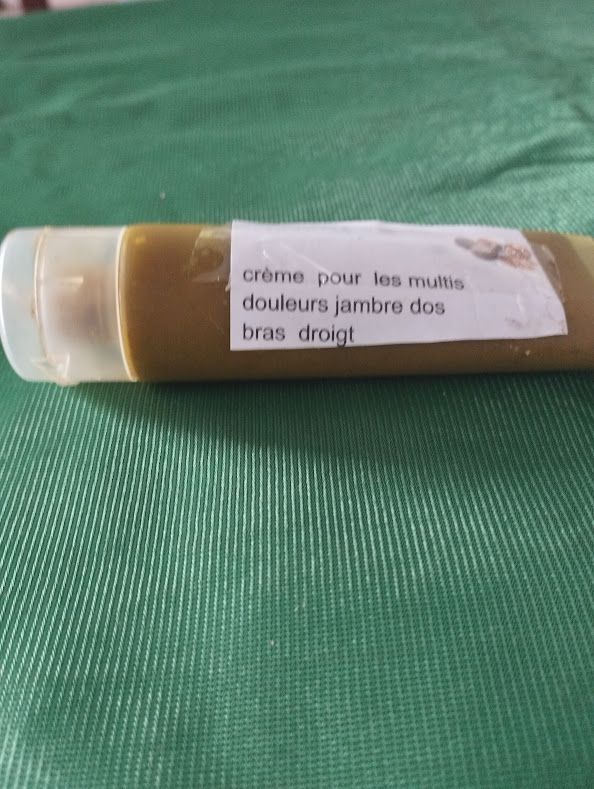 crème pour les multis
douleurs jambre dos
bras droigt